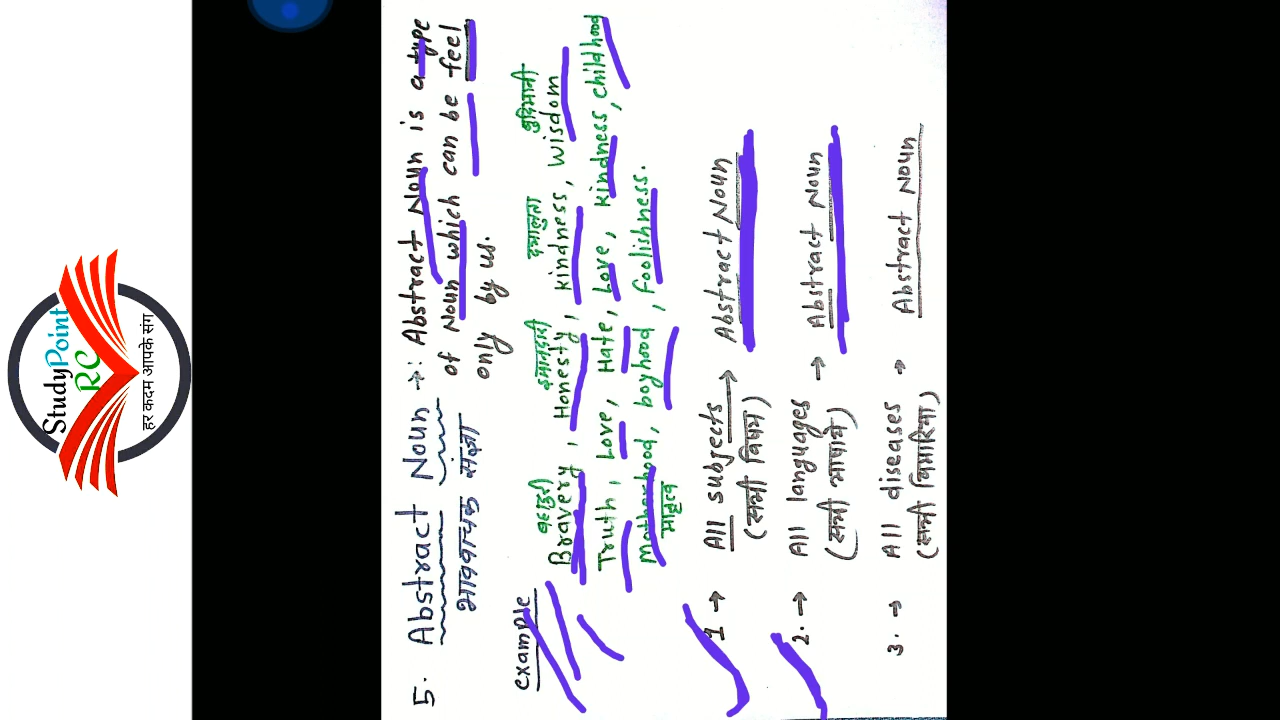 StudyPoint
RC
हर कदम आपके संग
5. Abstract Noun →: Abstract Noun is a type
of Noun which can be feel
only by us.
भाववाचक संज्ञा
example
बहादुरी ईमानदारी दयालुता बुद्धिमानी
Bravery, Honesty, kindness, wisdom
Truth, Love, Hate, Love, kindness, childhood
Motherhood, boyhood, foolishness.
मातृत्व
1 → All subjects → Abstract Noun
(सभी विषय)
2. → All languages → Abstract Noun
(सभी भाषायें)
3. → All diseases → Abstract Noun
(सभी बिमारियां)